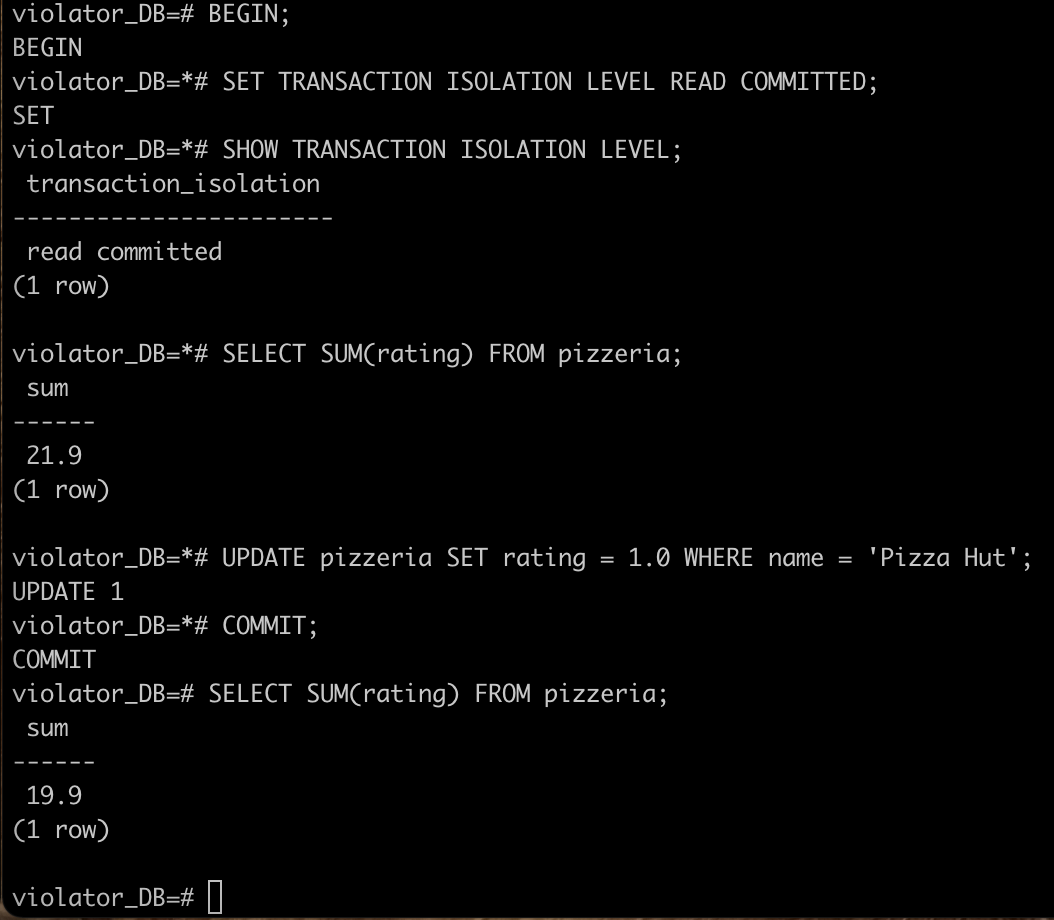 violator_DB=# BEGIN;
BEGIN
violator_DB=*# SET TRANSACTION ISOLATION LEVEL READ COMMITTED;
SET
violator_DB=*# SHOW TRANSACTION ISOLATION LEVEL;
 transaction_isolation
-----------------------
 read committed
(1 row)

violator_DB=*# SELECT SUM(rating) FROM pizzeria;
 sum
------
 21.9
(1 row)

violator_DB=*# UPDATE pizzeria SET rating = 1.0 WHERE name = 'Pizza Hut';
UPDATE 1
violator_DB=*# COMMIT;
COMMIT
violator_DB=# SELECT SUM(rating) FROM pizzeria;
 sum
------
 19.9
(1 row)

violator_DB=#